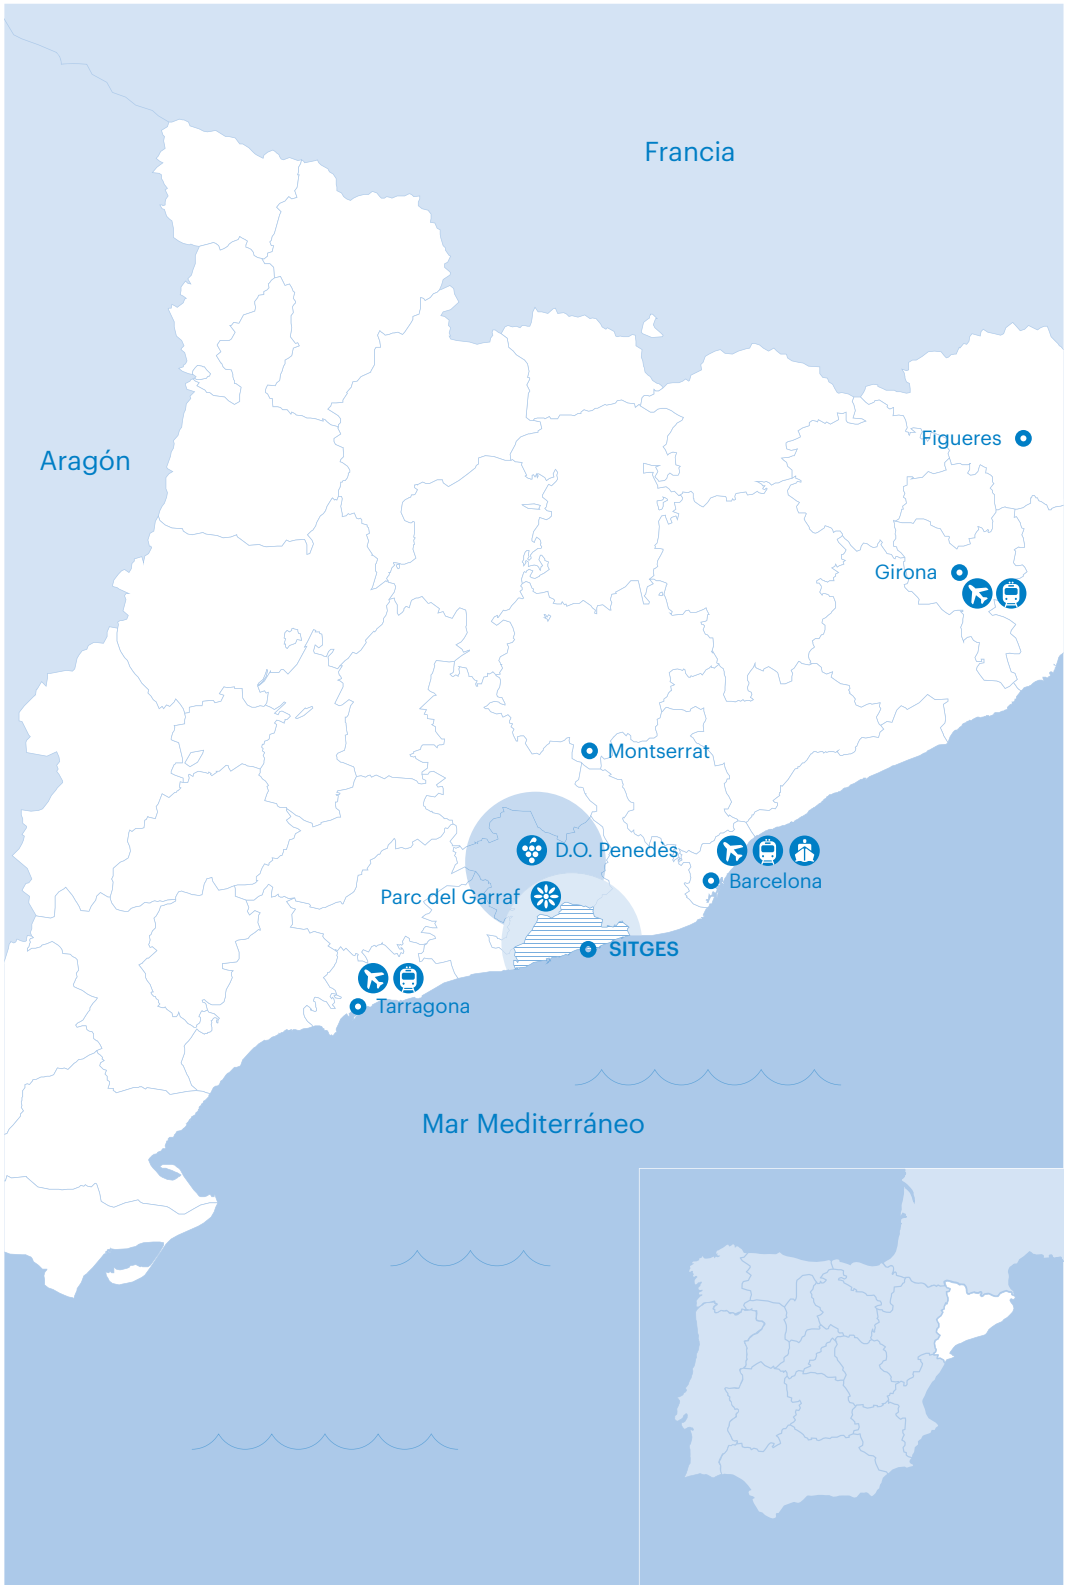 Francia
Aragón
Figueres
Girona
Montserrat
D.O. Penedès
Barcelona
Parc del Garraf
SITGES
Tarragona
Mar Mediterráneo